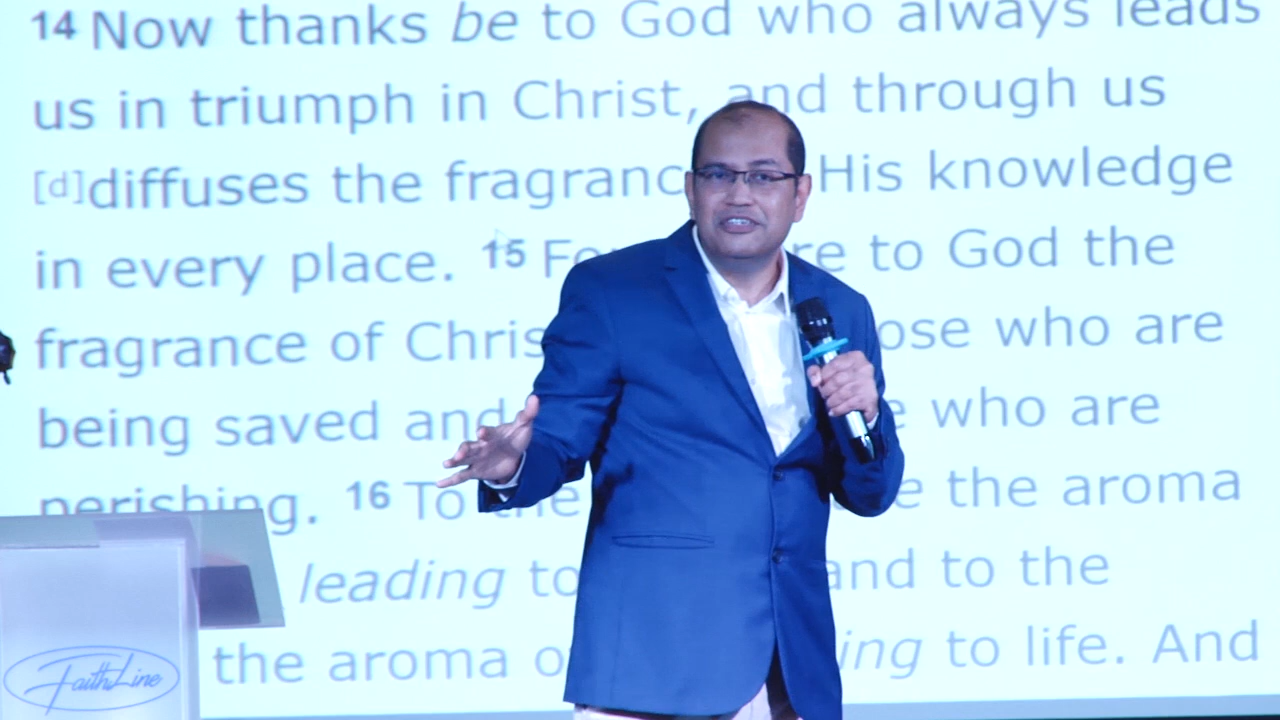 14 Now thanks be to God who always leads
us in triumph in Christ, and through us
[d]diffuses the fragranc His knowledge
in every place. 15 Fo re to God the
fragrance of Chris ose who are
being saved and e who are
perishing. 16 To the e the aroma
leading to and to the
the aroma o ing to life. And
FaithLine